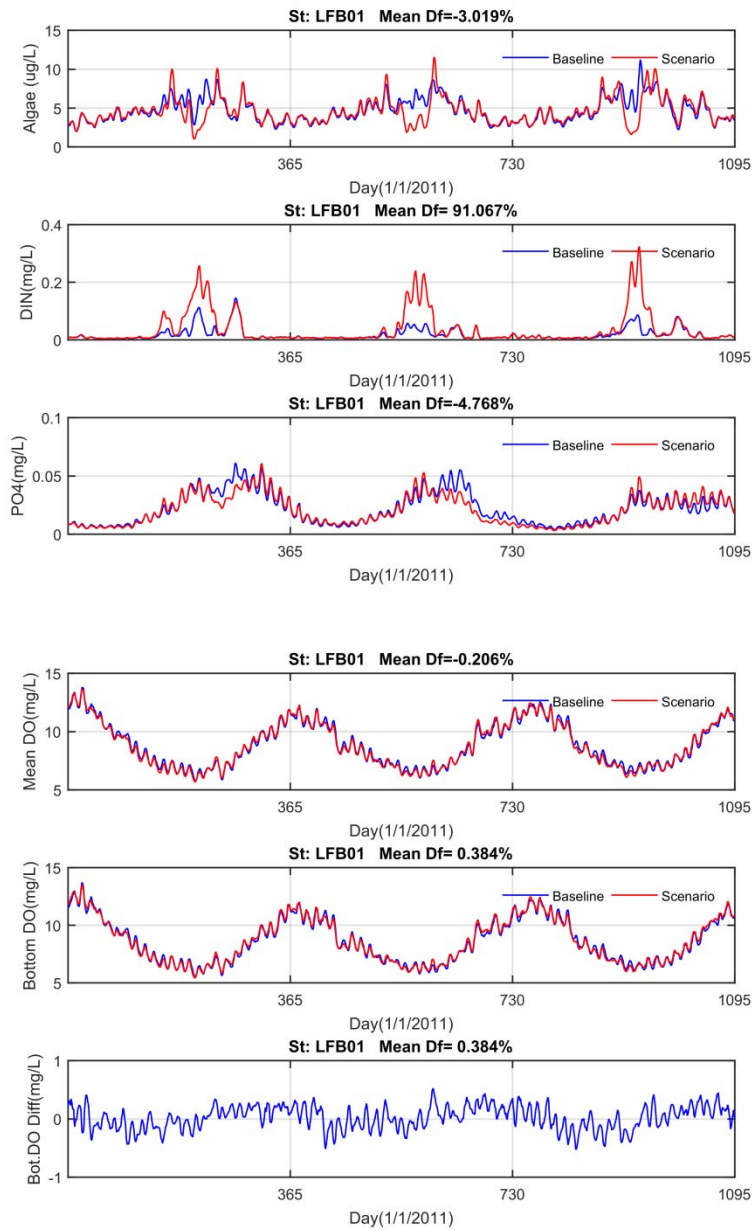 St: LFB01 Mean Df=-3.019%
15
10
5
0
Algae (ug/L)
Baseline Scenario
365 730 1095
Day(1/1/2011)
St: LFB01 Mean Df= 91.067%
0.4
0.2
0
DIN(mg/L)
Baseline Scenario
365 730 1095
Day(1/1/2011)
St: LFB01 Mean Df=-4.768%
0.1
0.05
0
PO4(mg/L)
Baseline Scenario
365 730 1095
Day(1/1/2011)
St: LFB01 Mean Df=-0.206%
15
10
5
Mean DO(mg/L)
Baseline Scenario
365 730 1095
Day(1/1/2011)
St: LFB01 Mean Df= 0.384%
15
10
5
Bottom DO(mg/L)
Baseline Scenario
365 730 1095
Day(1/1/2011)
St: LFB01 Mean Df= 0.384%
1
0
-1
Bot.DO Diff(mg/L)
365 730 1095
Day(1/1/2011)